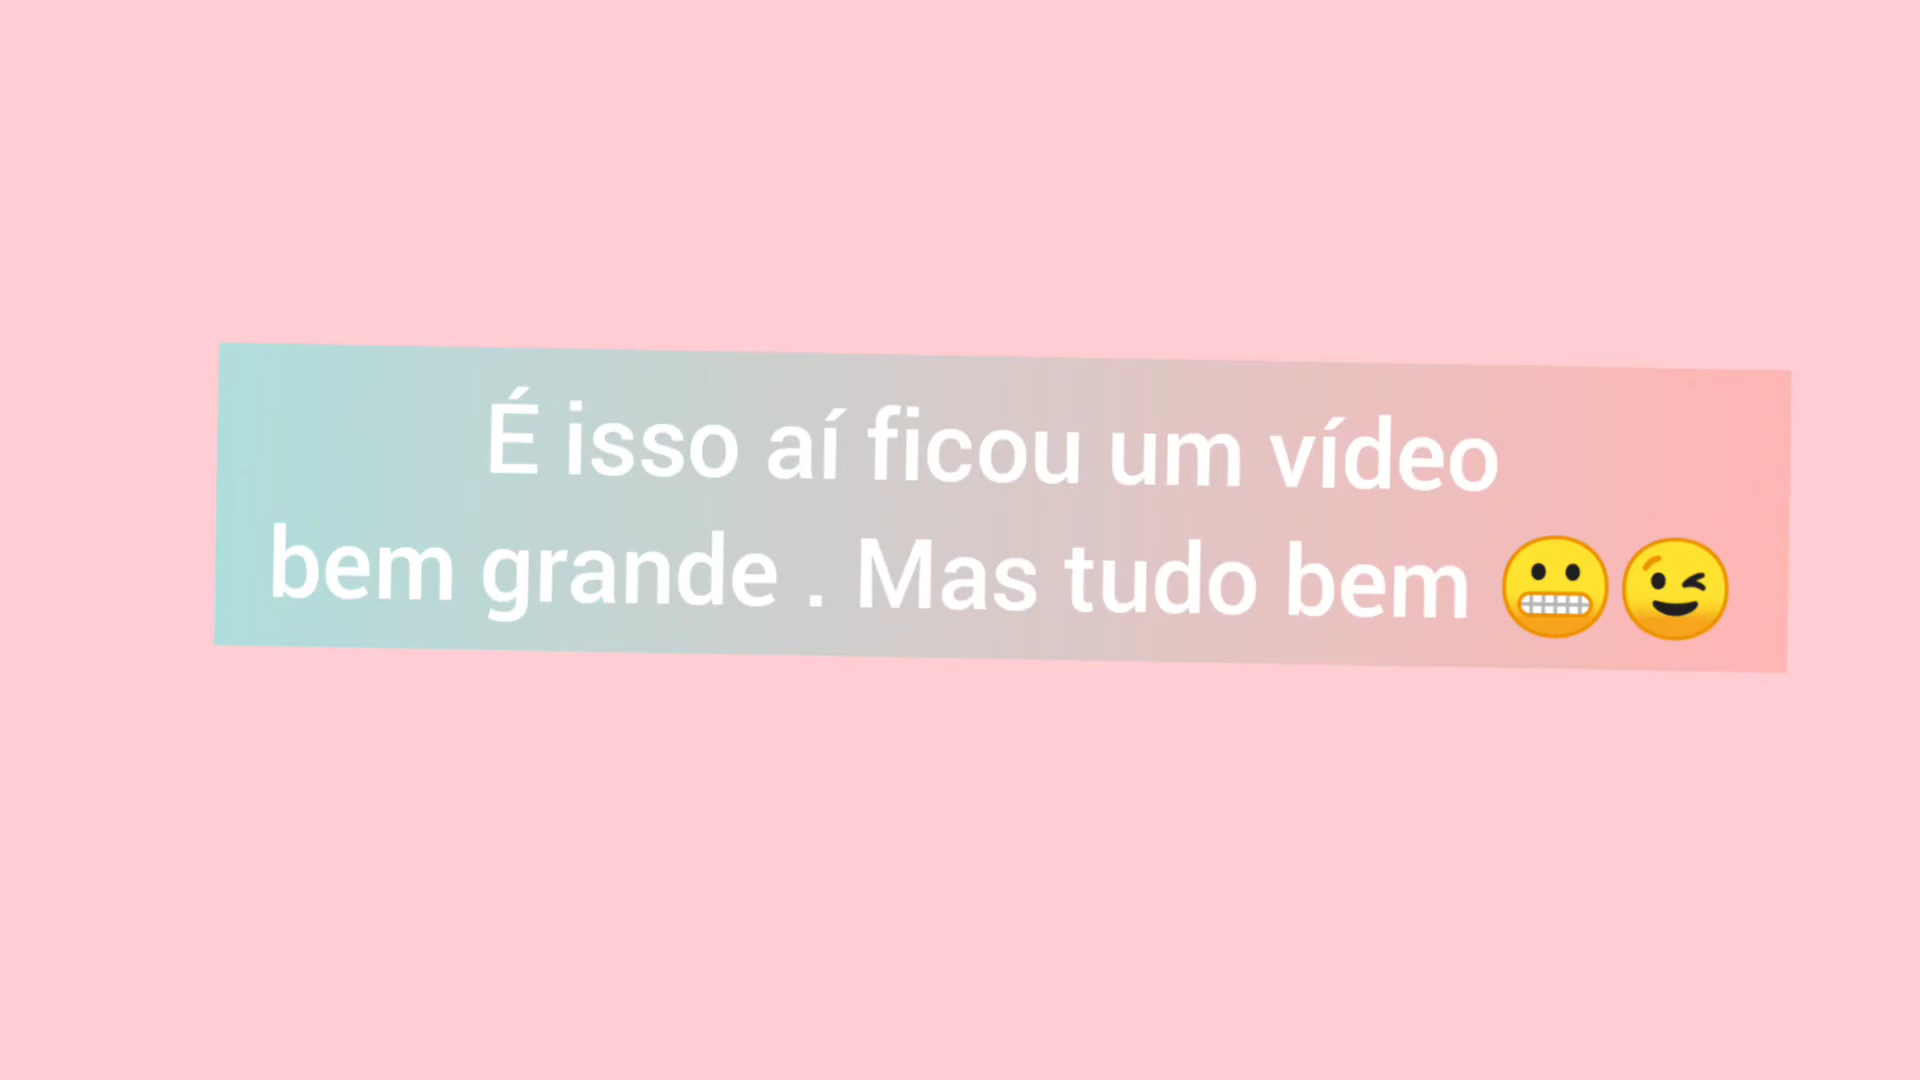 É isso aí ficou um vídeo
bem grande . Mas tudo bem 😬😉